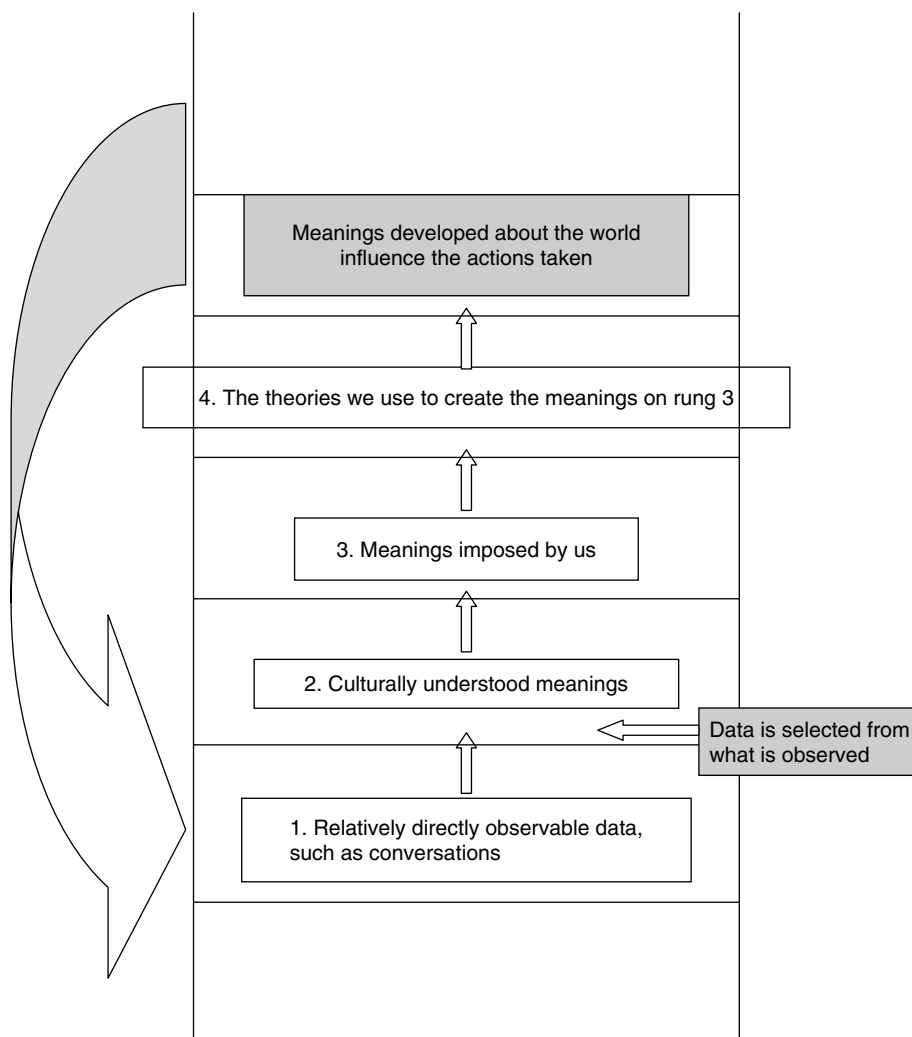 Meanings developed about the world
influence the actions taken
4. The theories we use to create the meanings on rung 3
3. Meanings imposed by us
2. Culturally understood meanings
Data is selected from
what is observed
1. Relatively directly observable data,
such as conversations